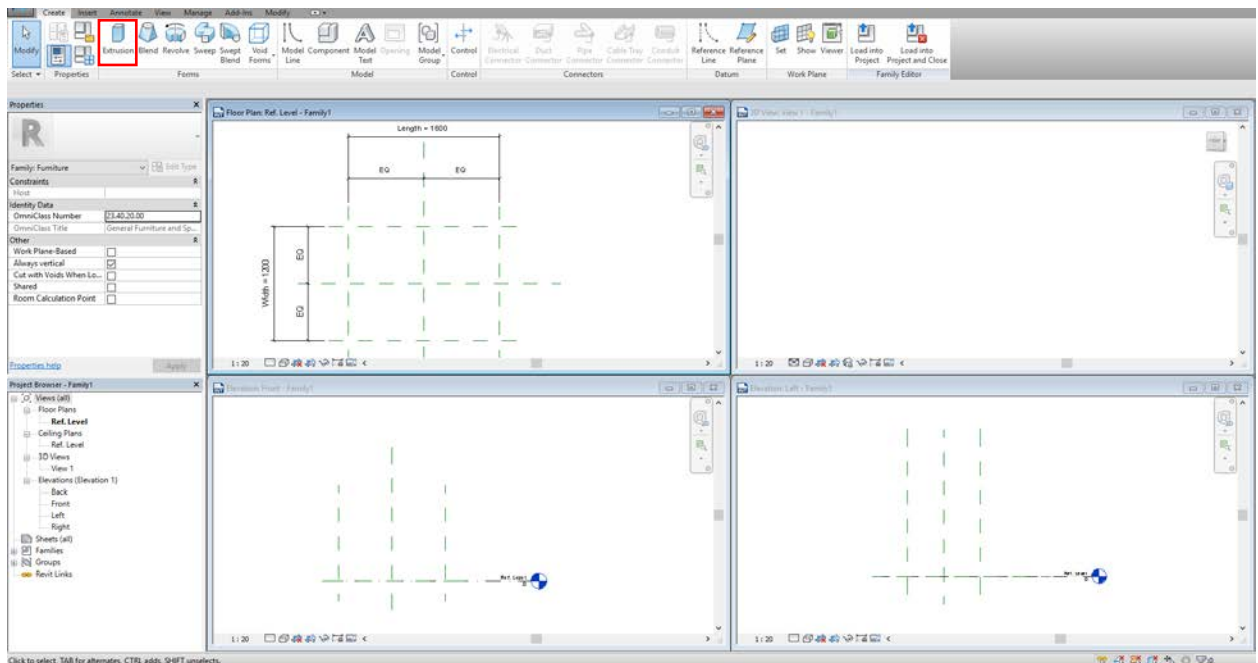 Create Insert Annotate View Manage Add-Ins Modify
Modify Extrusion Blend Revolve Sweep Swept Blend Void Forms Model Line Component Model Text Opening Model Group Control Electrical Connector Duct Connector Pipe Connector Cable Tray Connector Conduit Connector Reference Line Reference Plane Set Show Viewer Load into Project Load into Project and Close
Select Properties Forms Model Control Connectors Datum Work Plane Family Editor
Properties
R
Family: Furniture Edit Type
Constraints
Host
Identity Data
OmniClass Number 23.40.20.00
OmniClass Title General Furniture and Sp...
Other
Work Plane-Based
Always vertical
Cut with Voids When Lo...
Shared
Room Calculation Point
Properties help Apply
Project Browser - Family1
Views (all)
Floor Plans
Ref. Level
Ceiling Plans
Ref. Level
3D Views
View 1
Elevations (Elevation 1)
Back
Front
Left
Right
Sheets (all)
Families
Groups
Revit Links
Floor Plan: Ref. Level - Family1
Length = 1600
EQ EQ
Width = 1200
EQ
EQ
1 : 20
3D View: View 1 - Family1
1 : 20
Elevation: Front - Family1
Ref. Level
1 : 20
Elevation: Left - Family1
Ref. Level
1 : 20
Click to select, TAB for alternates, CTRL adds, SHIFT unselects.